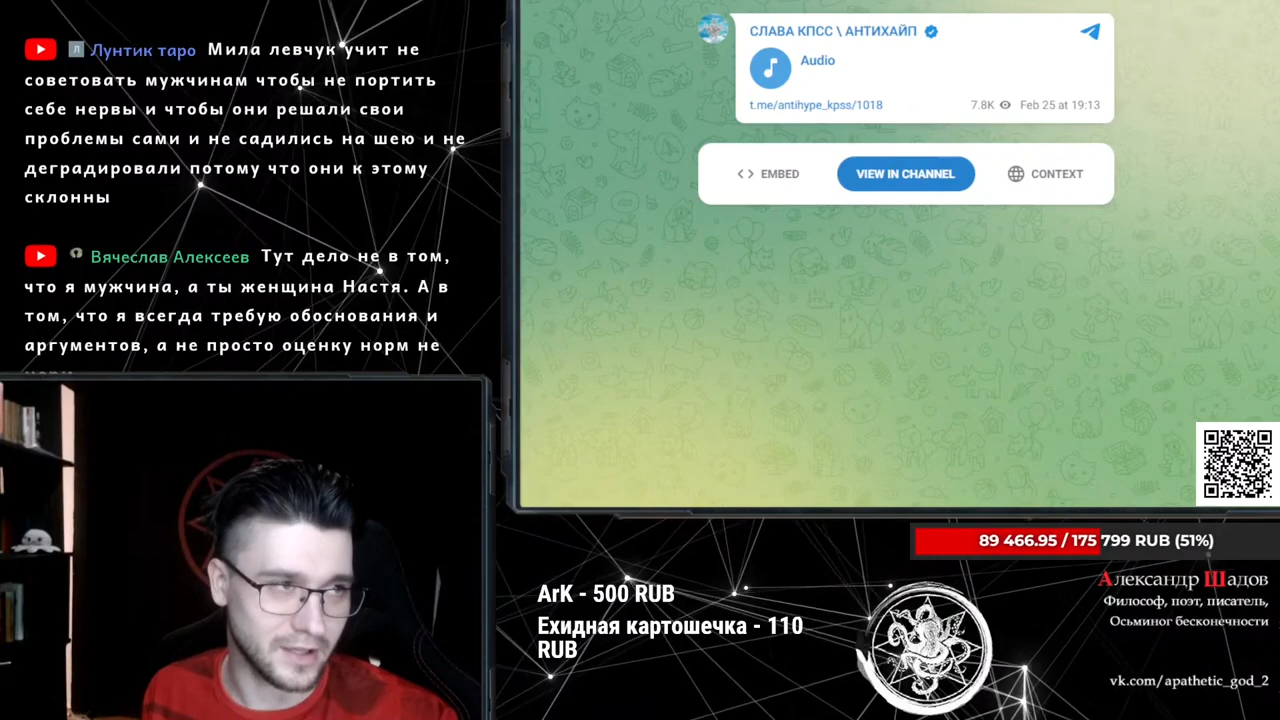 Лунтик таро Мила левчук учит не
советовать мужчинам чтобы не портить
себе нервы и чтобы они решали свои
проблемы сами и не садились на шею и не
деградировали потому что они к этому
склонны
Вячеслав Алексеев Тут дело не в том,
что я мужчина, а ты женщина Настя. А в
том, что я всегда требую обоснования и
аргументов, а не просто оценку норм не
СЛАВА КПСС \ АНТИХАЙП
Audio
t.me/antihype_kpss/1018 7.8K Feb 25 at 19:13
EMBED VIEW IN CHANNEL CONTEXT
89 466.95 / 175 799 RUB (51%)
ArK - 500 RUB
Ехидная картошечка - 110
RUB
Александр Шадов
Философ, поэт, писатель,
Осьминог бесконечности
vk.com/apathetic_god_2